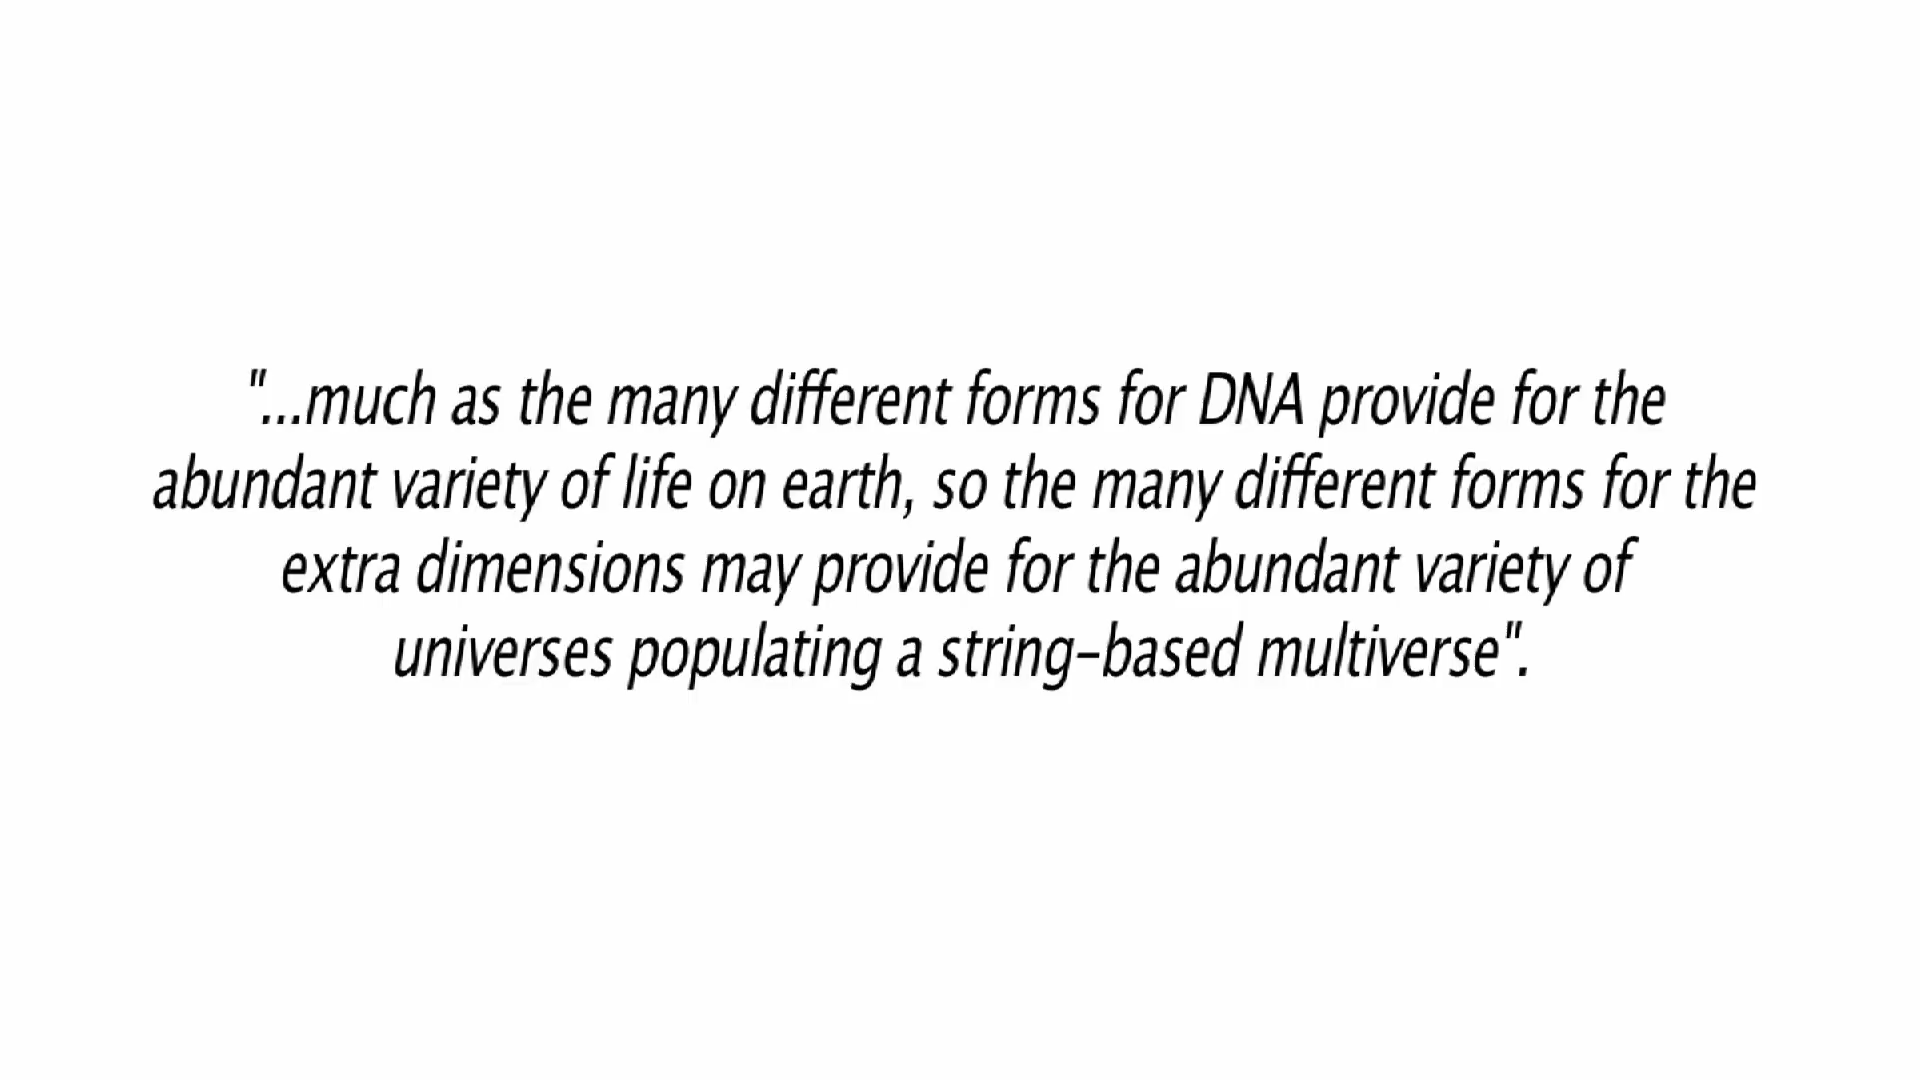 "...much as the many different forms for DNA provide for the
abundant variety of life on earth, so the many different forms for the
extra dimensions may provide for the abundant variety of
universes populating a string-based multiverse".